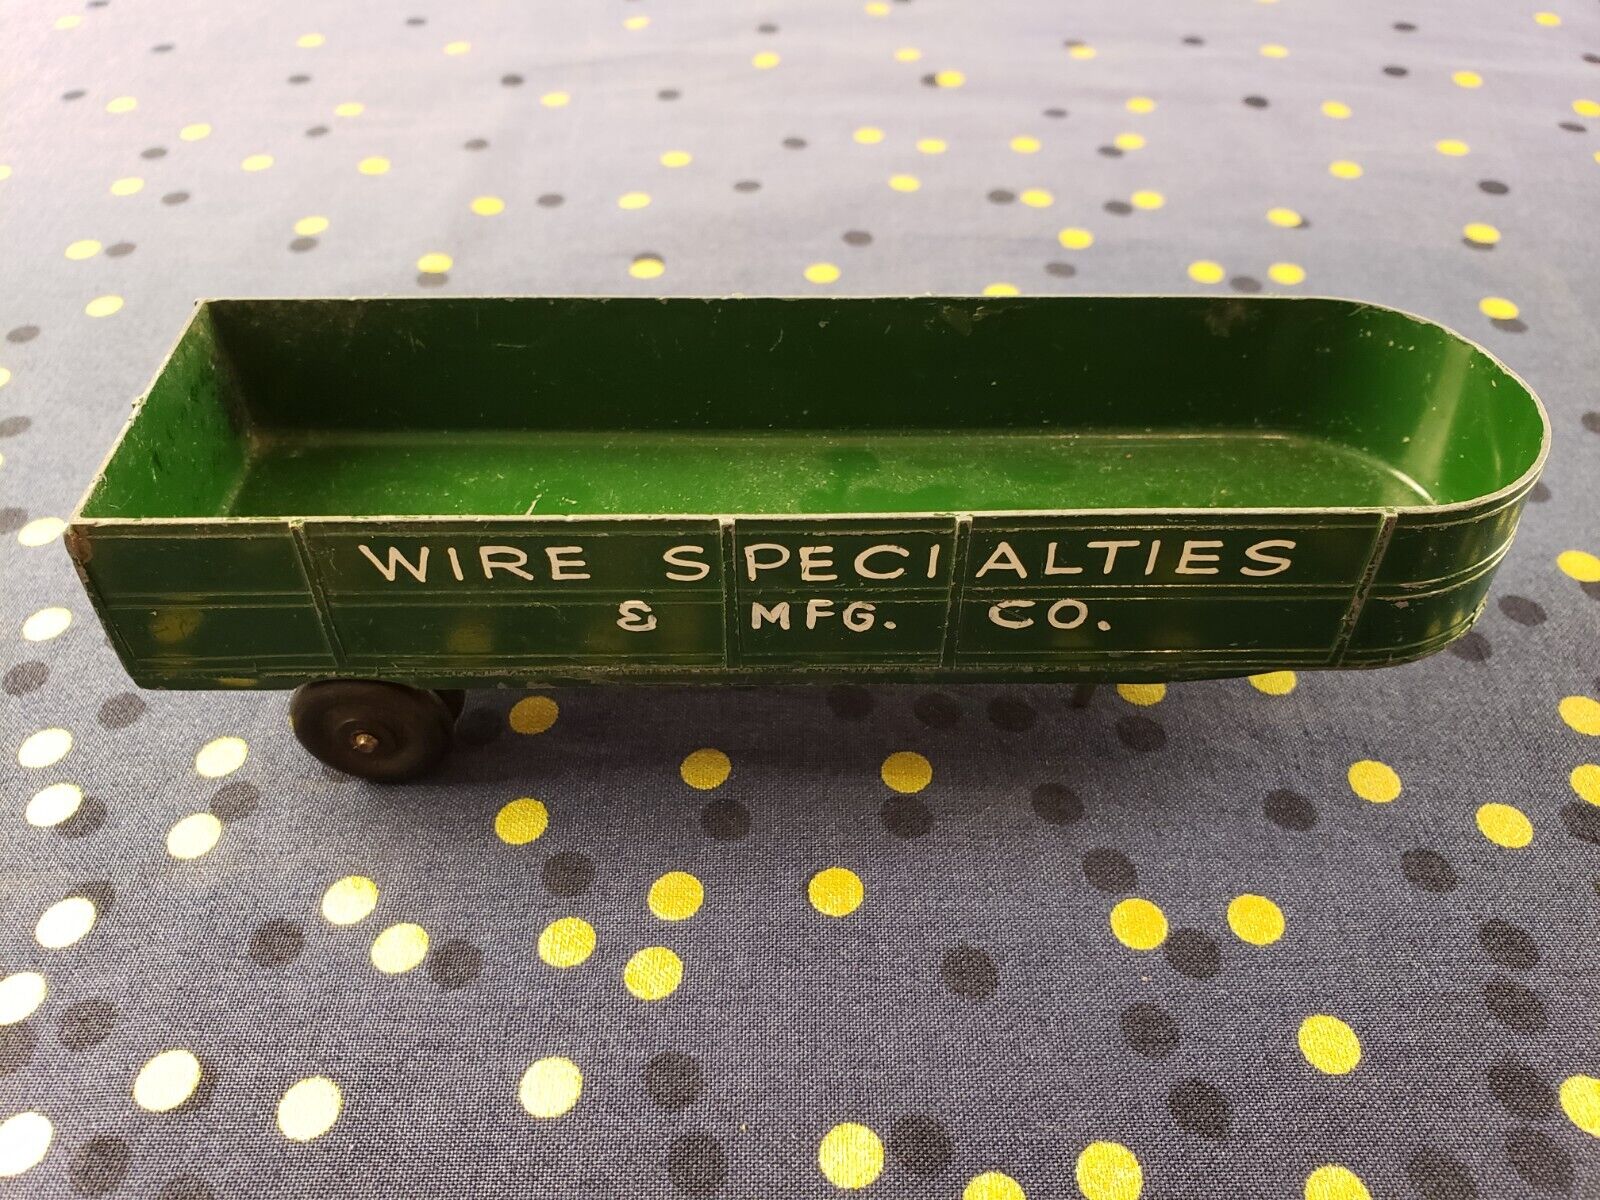 WIRE SPECIALTIES
& MFG. CO.